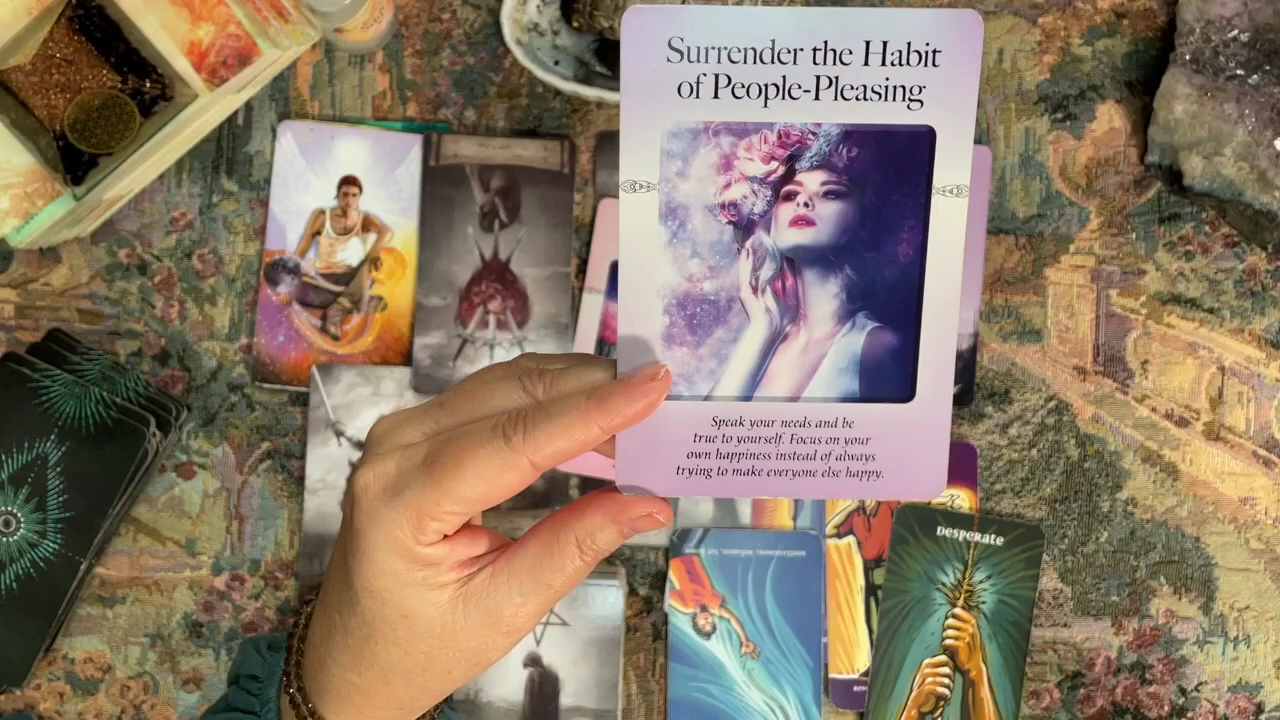 Surrender the Habit
of People-Pleasing
Speak your needs and be
true to yourself. Focus on your
own happiness instead of always
trying to make everyone else happy.
DESPERATE